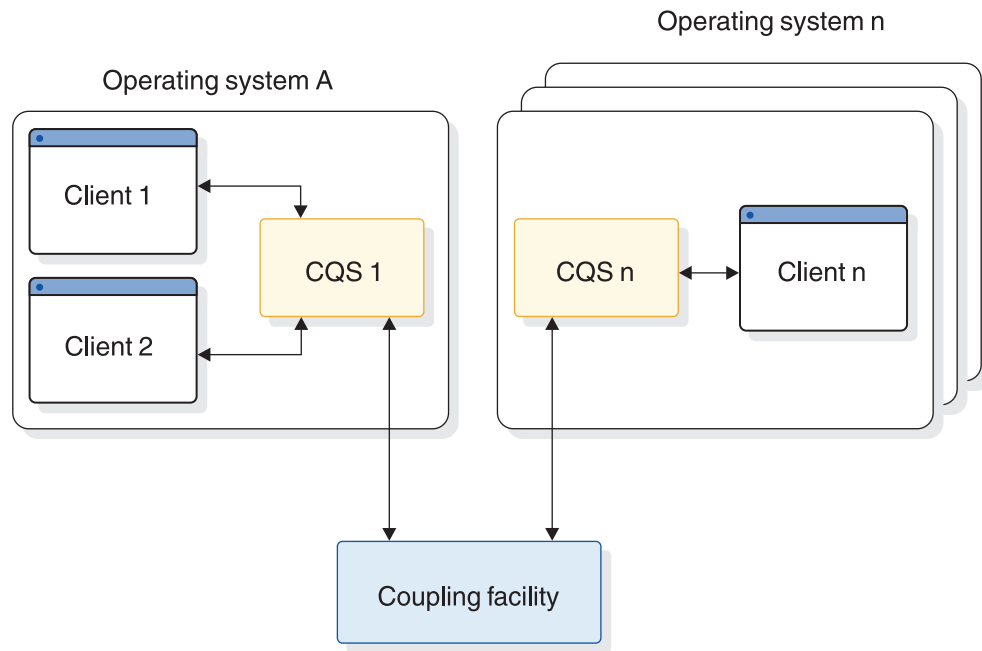 Operating system n
Operating system A
Client 1
CQS 1
CQS n
Client n
Client 2
Coupling facility